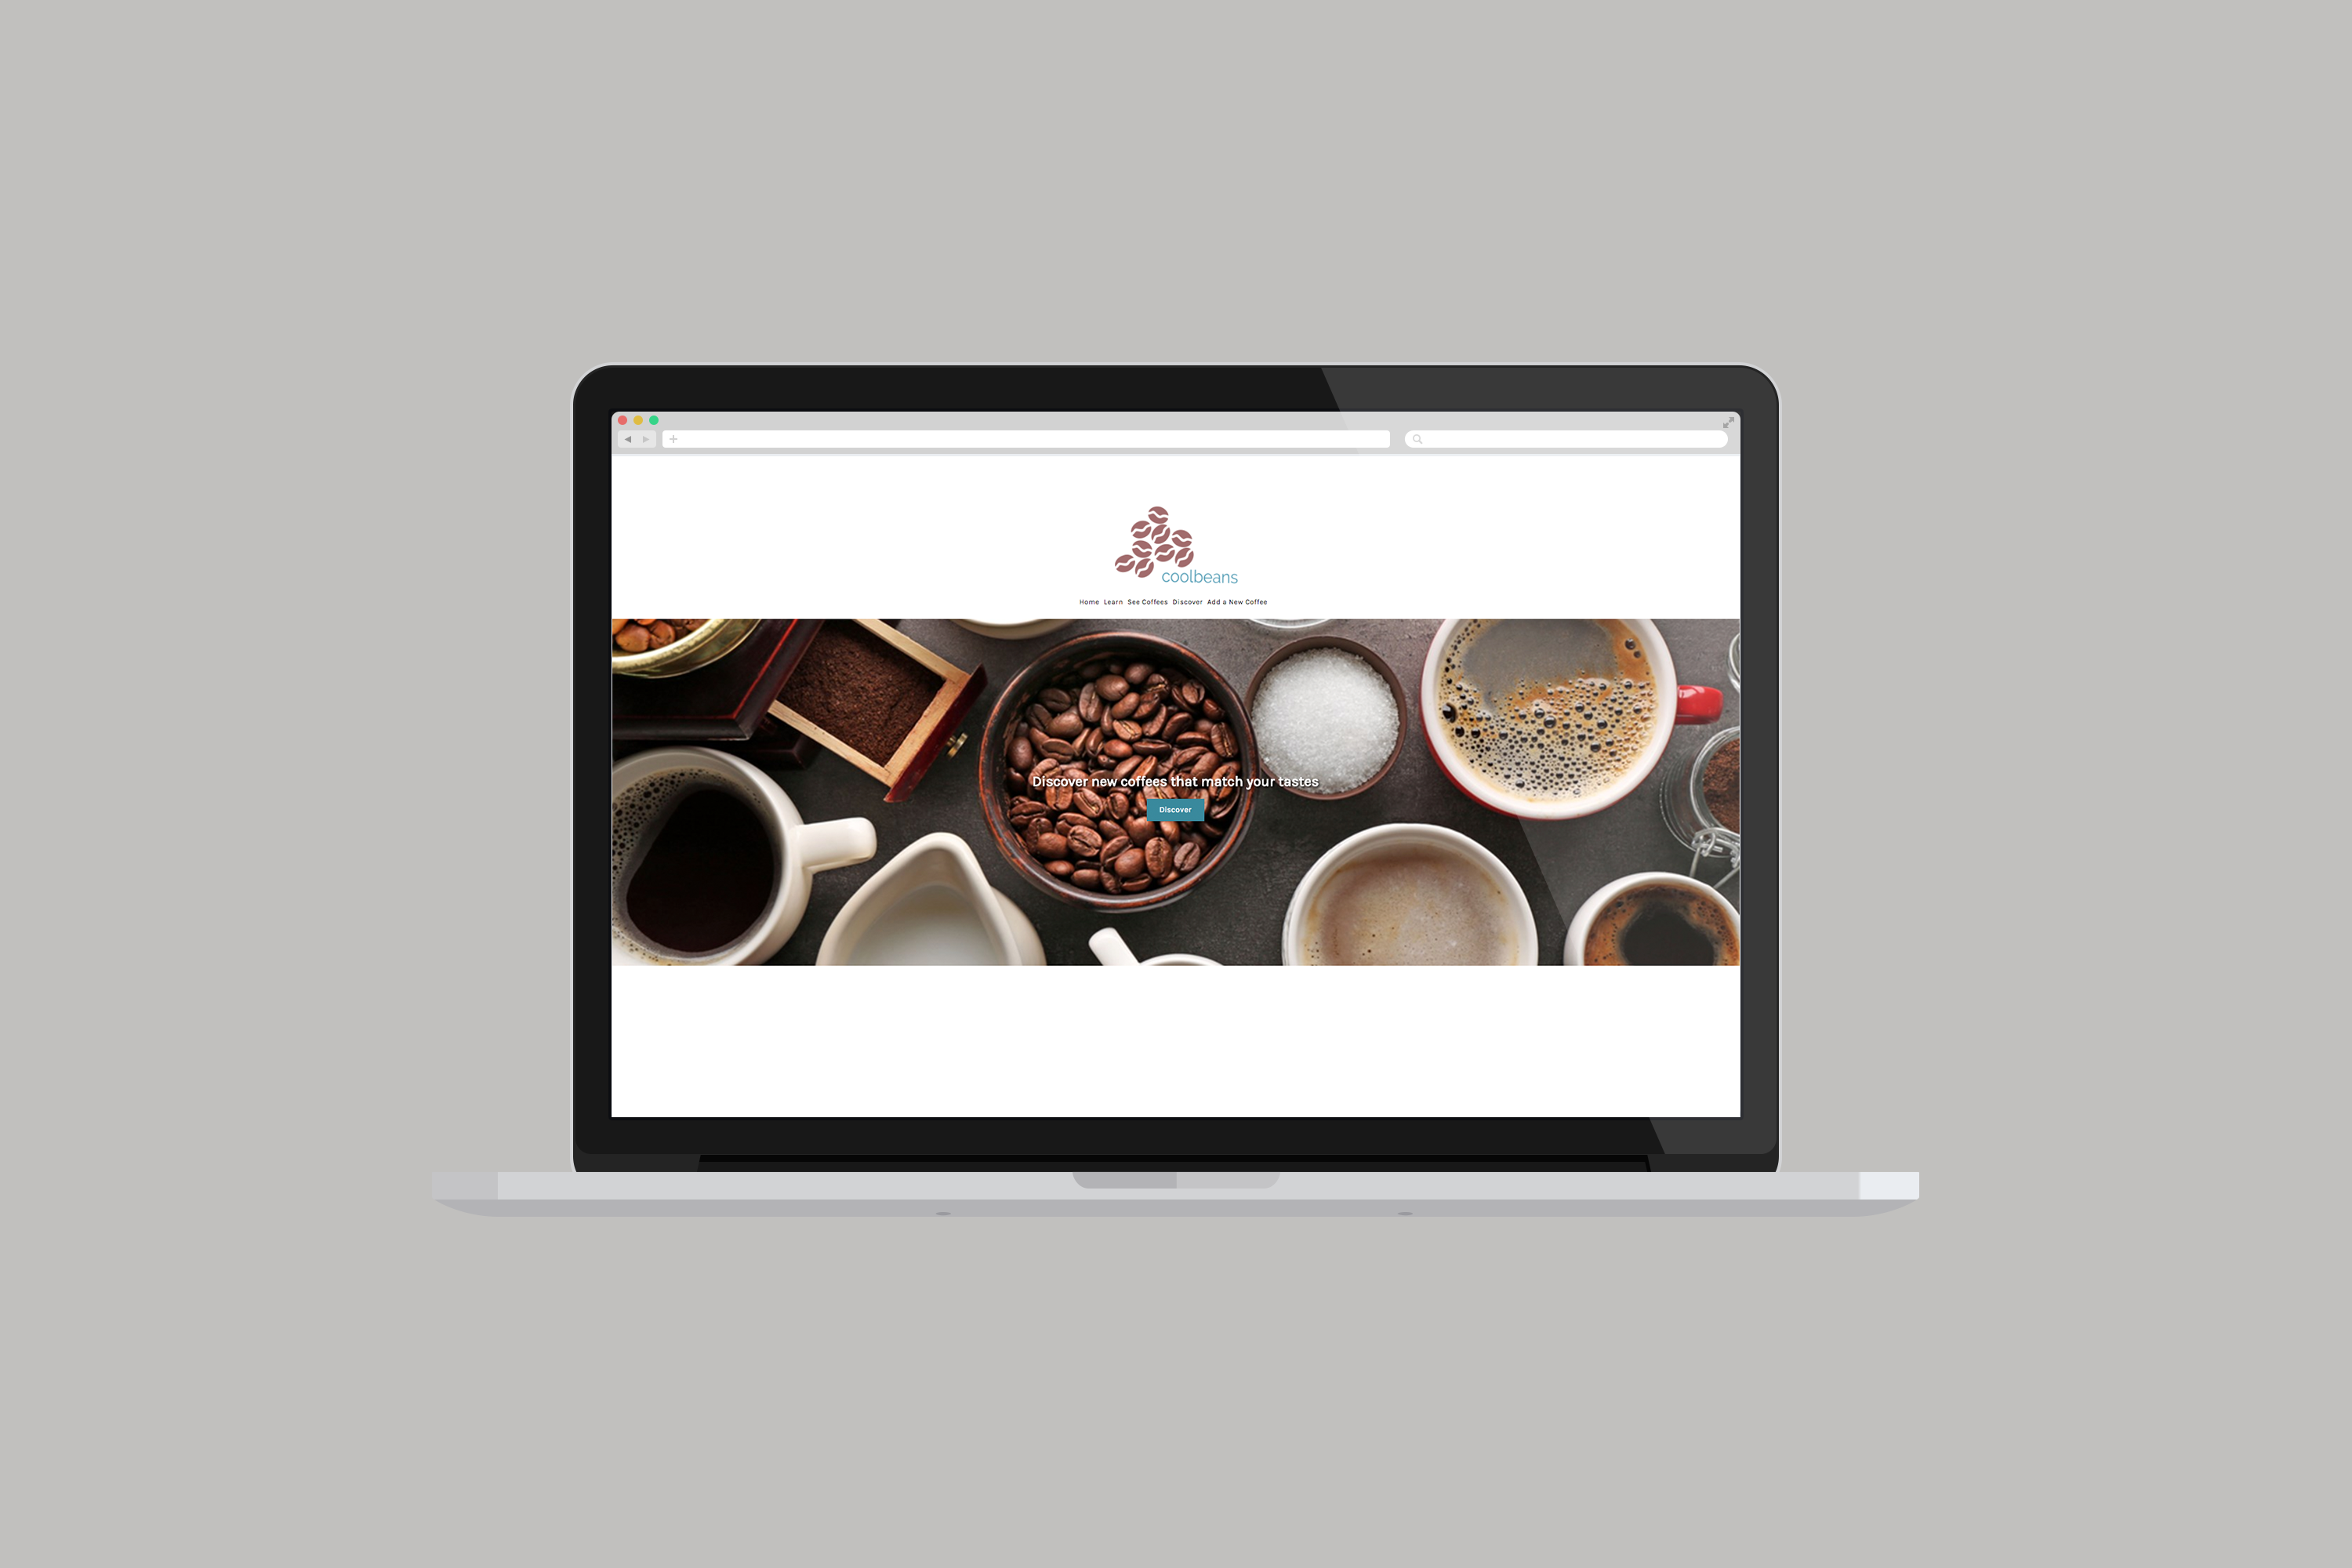 coolbeans
Home Learn See Coffees Discover Add a New Coffee
Discover new coffees that match your tastes
Discover